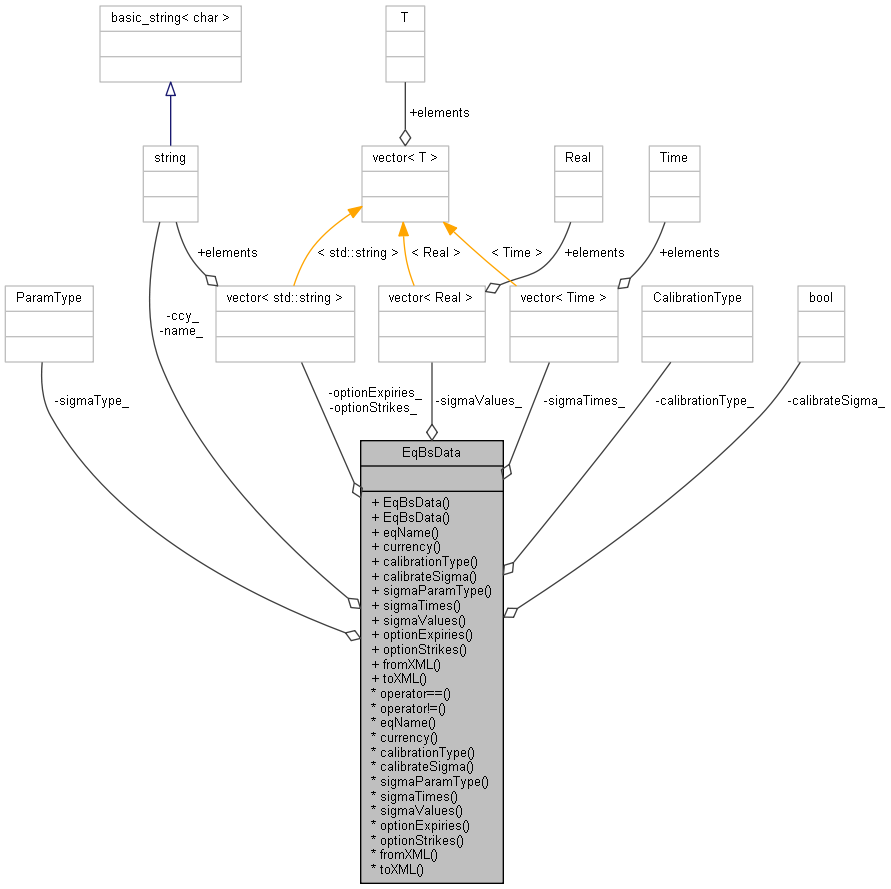 basic_string< char >
T
+elements
string
vector< T >
Real
Time
+elements
< std::string >
< Real >
< Time >
+elements
+elements
ParamType
vector< std::string >
vector< Real >
vector< Time >
CalibrationType
bool
-ccy_
-name_
-sigmaType_
-optionExpiries_
-optionStrikes_
-sigmaValues_
-sigmaTimes_
-calibrationType_
-calibrateSigma_
EqBsData
+ EqBsData()
+ EqBsData()
+ eqName()
+ currency()
+ calibrationType()
+ calibrateSigma()
+ sigmaParamType()
+ sigmaTimes()
+ sigmaValues()
+ optionExpiries()
+ optionStrikes()
+ fromXML()
+ toXML()
* operator==()
* operator!=()
* eqName()
* currency()
* calibrationType()
* calibrateSigma()
* sigmaParamType()
* sigmaTimes()
* sigmaValues()
* optionExpiries()
* optionStrikes()
* fromXML()
* toXML()